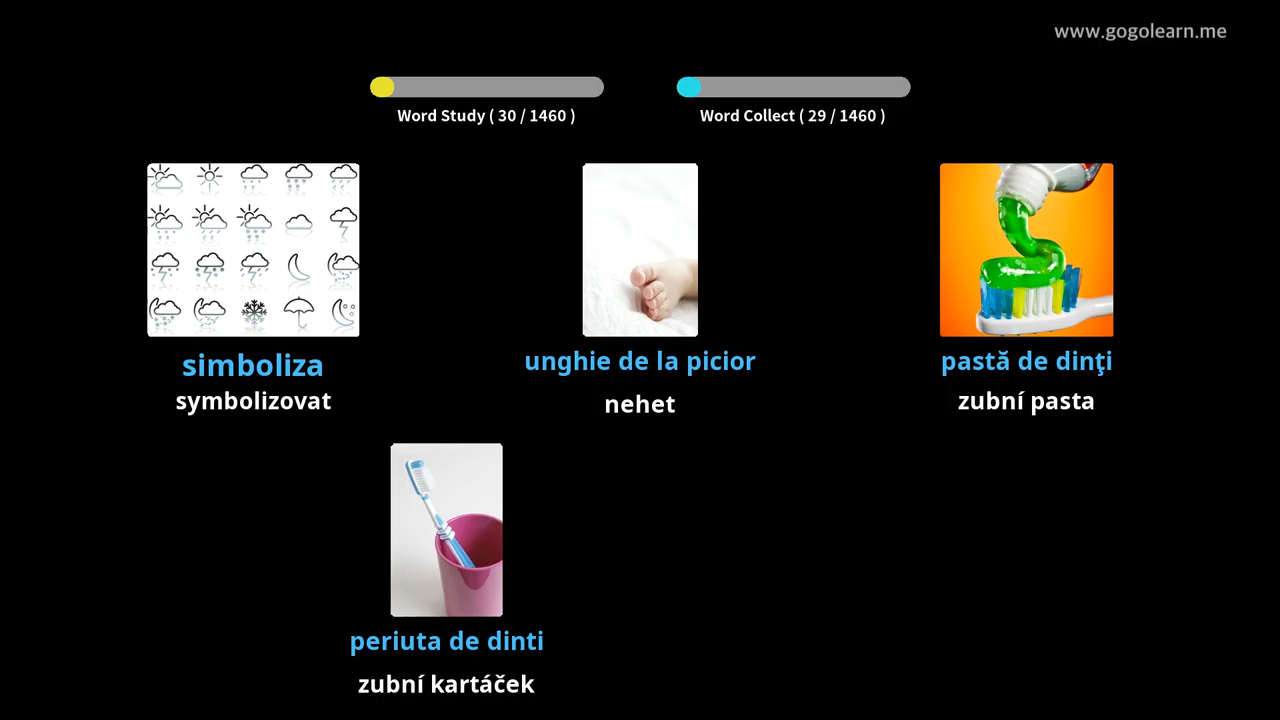 www.gogolearn.me
Word Study ( 30 / 1460 )
Word Collect ( 29 / 1460 )
simboliza
symbolizovat
unghie de la picior
nehet
pastă de dinţi
zubní pasta
periuta de dinti
zubní kartáček